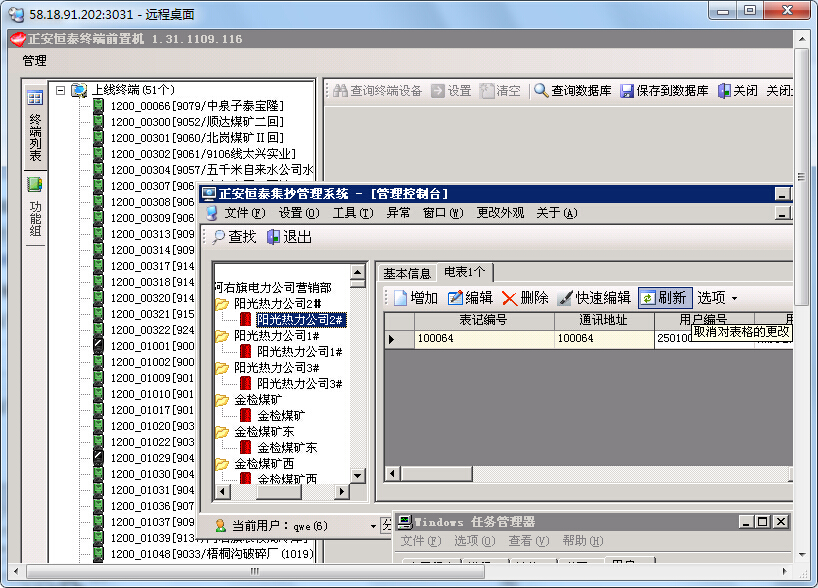 58.18.91.202:3031 - 远程桌面
正安恒泰终端前置机 1.31.1109.116
管理
终端列表
功能组
上线终端(51个)
1200_00066[9079/中泉子泰宝隆]
1200_00300[9052/顺达煤矿二回]
1200_00301[9060/北岗煤矿Ⅱ回]
1200_00302[9061/9106线太兴实业]
1200_00304[9057/五千米自来水公司水
1200_00307[906
1200_00308[906
1200_00309[906
1200_00313[909
1200_00314[909
1200_00317[914
1200_00318[914
1200_00320[914
1200_00321[915
1200_00322[924
1200_01001[900
1200_01002[900
1200_01009[901
1200_01010[901
1200_01017[901
1200_01020[903
1200_01022[903
1200_01029[904
1200_01030[904
1200_01031[904
1200_01036[907
1200_01037[909
1200_01039[913
1200_01048[9033/梧桐沟破碎厂(1019)
查询终端设备 设置 清空 查询数据库 保存到数据库 关闭 关闭
正安恒泰集抄管理系统 - [管理控制台]
文件(F) 设置(O) 工具(T) 异常 窗口(W) 更改外观 关于(A)
查找 退出
阿右旗电力公司营销部
阳光热力公司2#
阳光热力公司2#
阳光热力公司1#
阳光热力公司1#
阳光热力公司3#
阳光热力公司3#
金检煤矿
金检煤矿
金检煤矿东
金检煤矿东
金检煤矿西
金检煤矿西
基本信息 电表1个
增加 编辑 删除 快速编辑 刷新 选项
表记编号 通讯地址 用户编号
100064 100064 25010
取消对表格的更改
当前用户: qwe(6)
Windows 任务管理器
文件(F) 选项(O) 查看(V) 帮助(H)